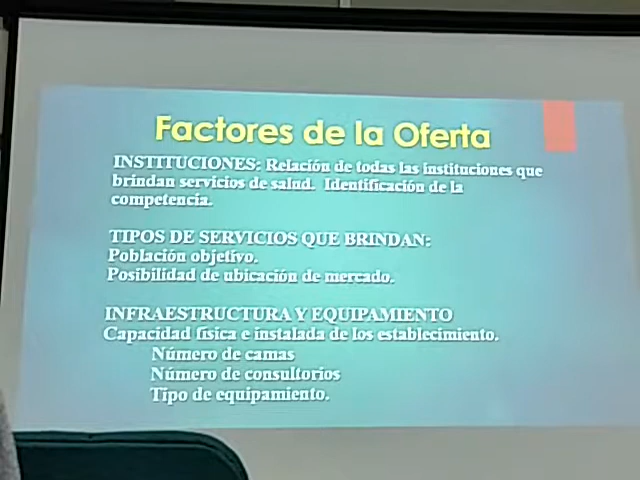 Factores de la Oferta
INSTITUCIONES: Relación de todas las instituciones que
brindan servicios de salud. Identificación de la
competencia.
TIPOS DE SERVICIOS QUE BRINDAN:
Población objetivo.
Posibilidad de ubicación de mercado.
INFRAESTRUCTURA Y EQUIPAMIENTO
Capacidad física e instalada de los establecimiento.
Número de camas
Número de consultorios
Tipo de equipamiento.